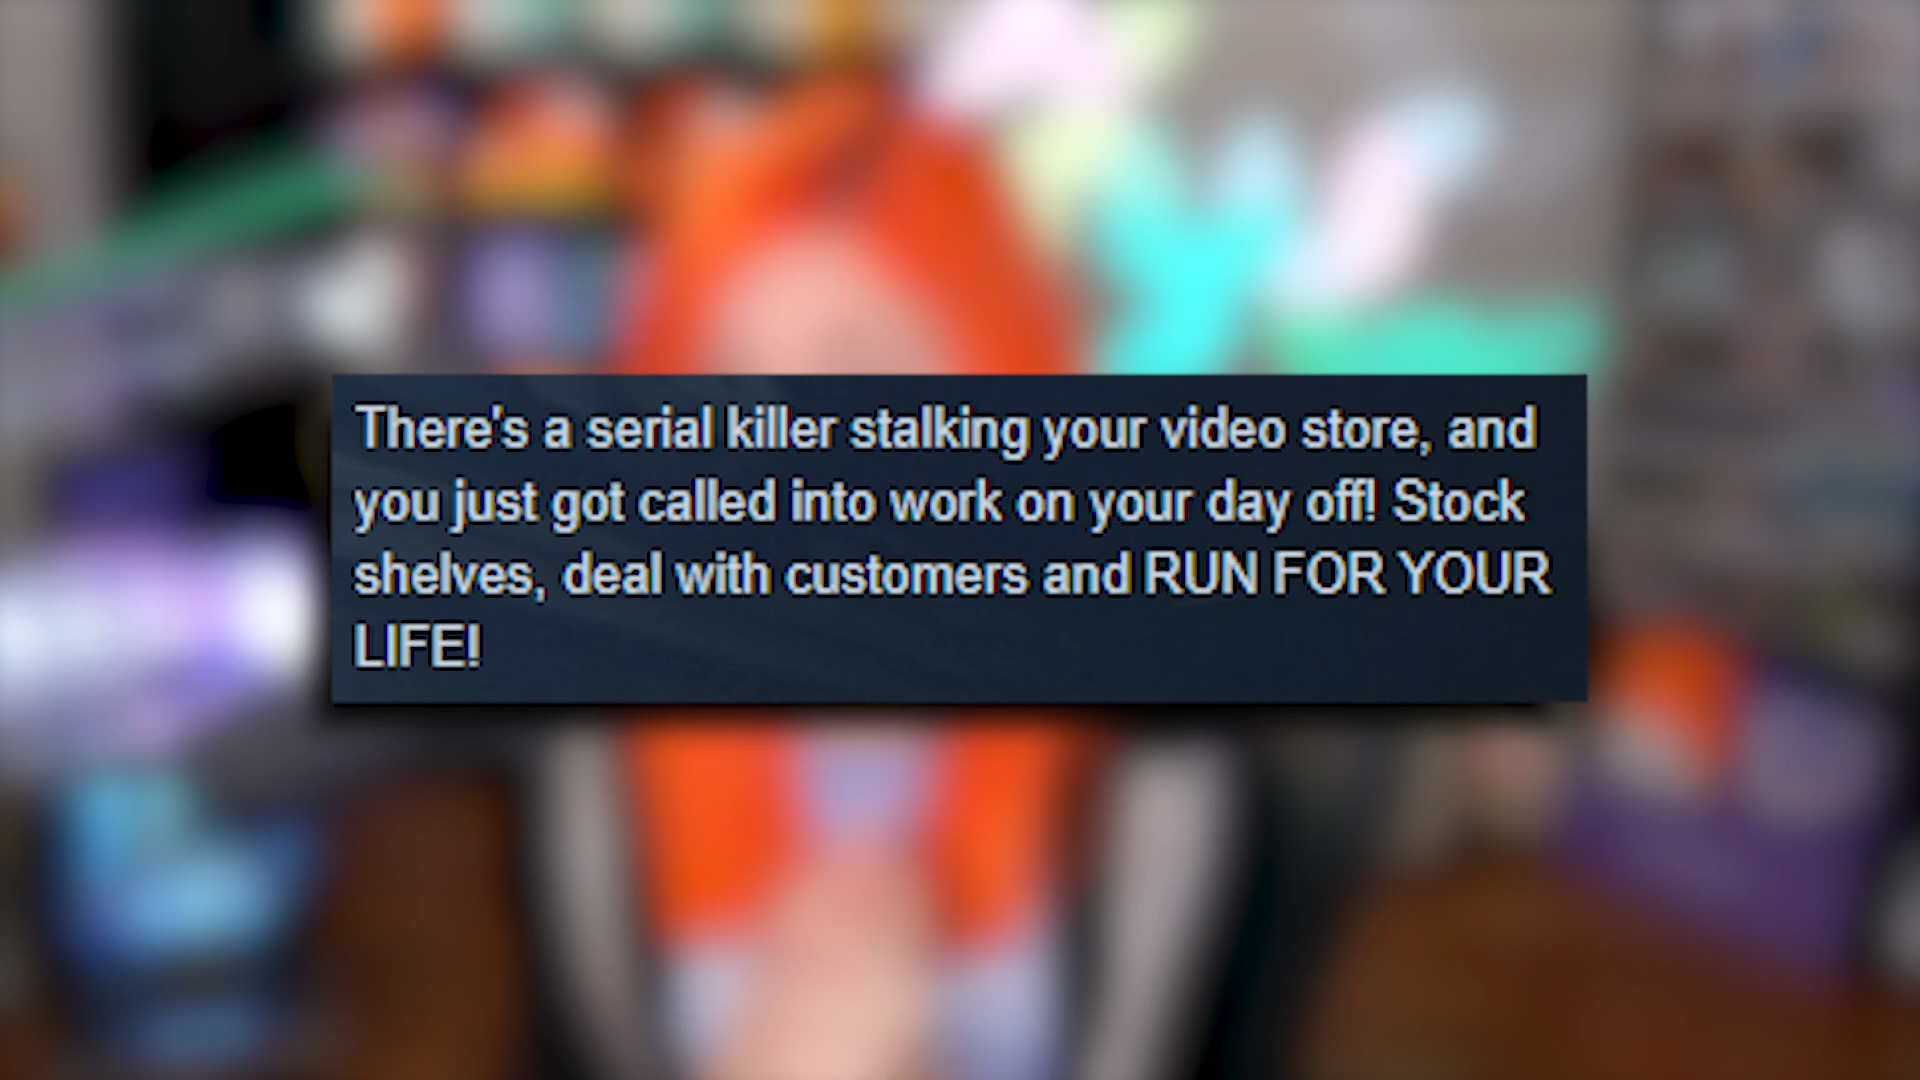 There's a serial killer stalking your video store, and
you just got called into work on your day off! Stock
shelves, deal with customers and RUN FOR YOUR
LIFE!